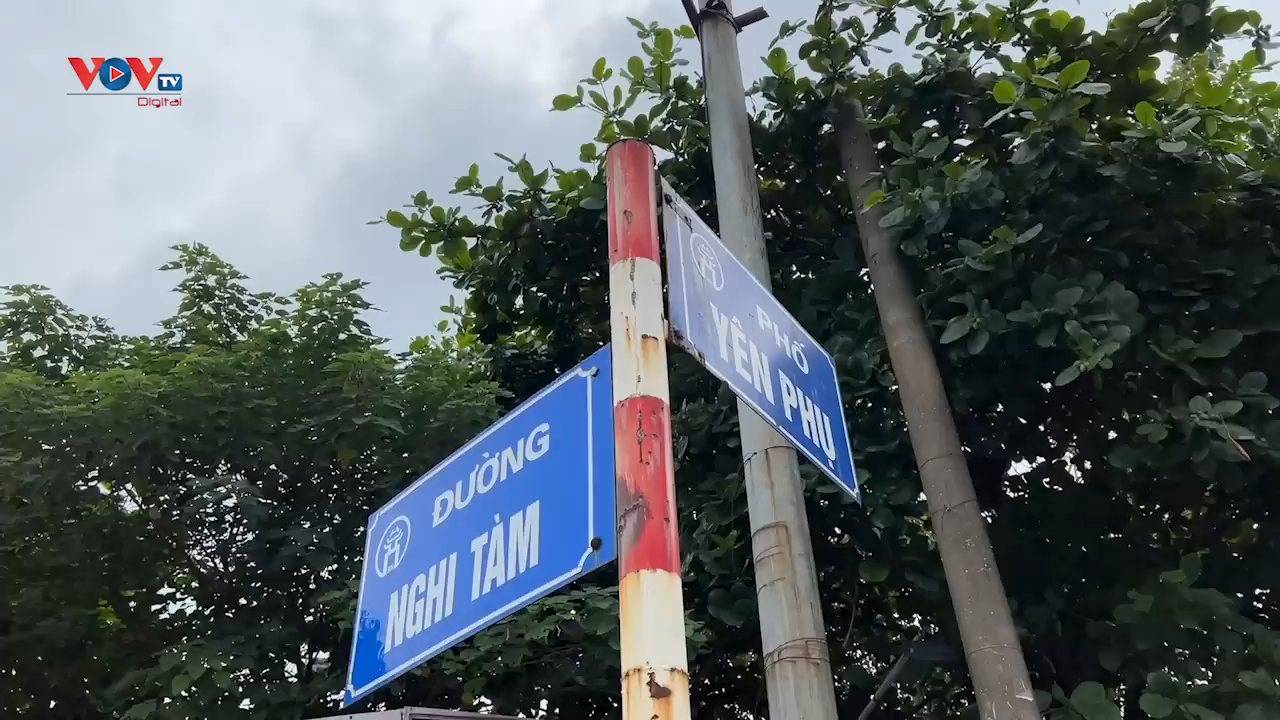 VOV TV
Digital
PHỐ
YÊN PHỤ
ĐƯỜNG
NGHI TÀM